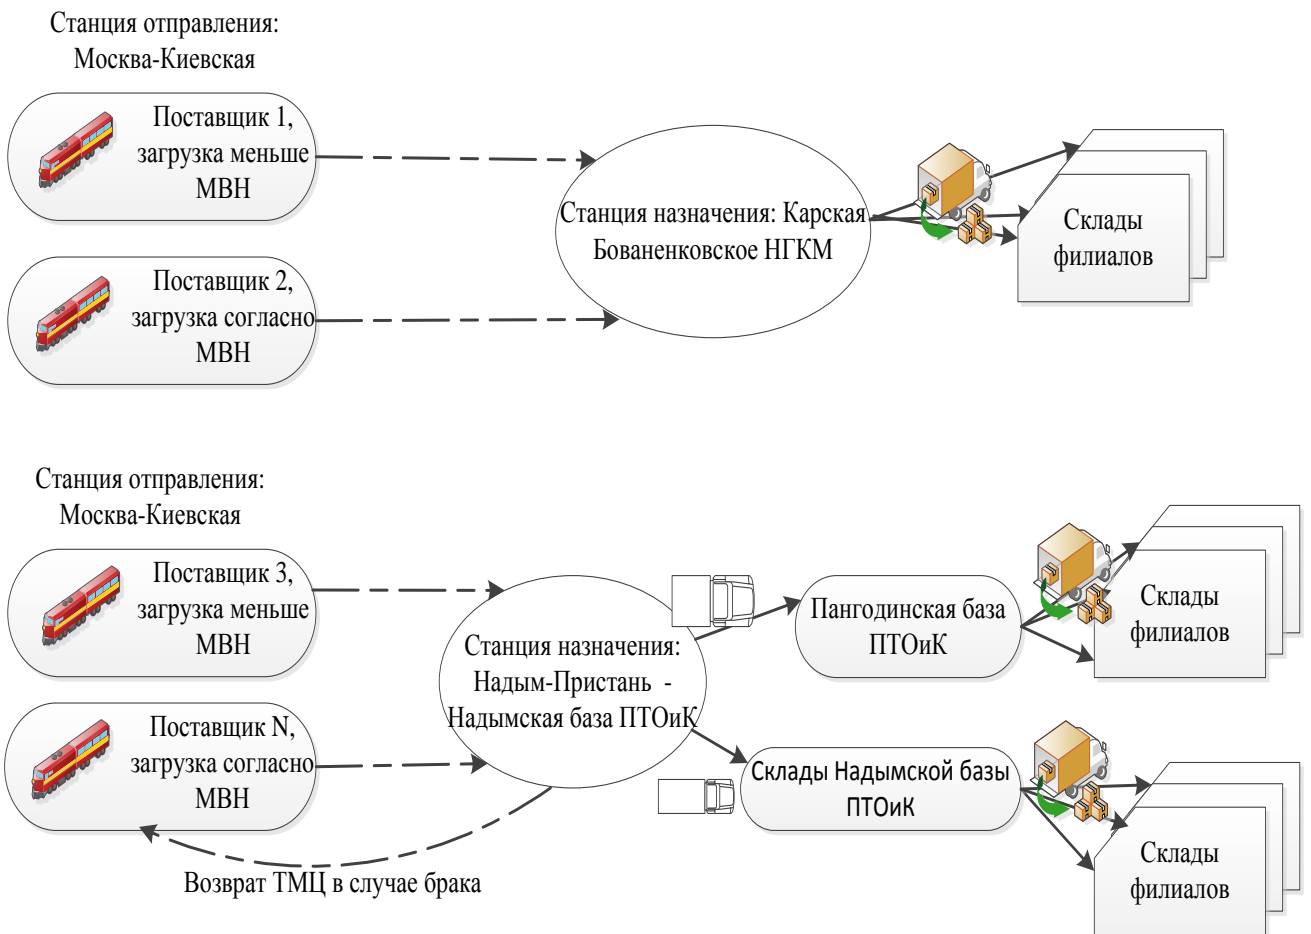 Станция отправления:
Москва-Киевская
Поставщик 1,
загрузка меньше
МВН
Поставщик 2,
загрузка согласно
МВН
Станция назначения: Карская
Бованенковское НГКМ
Склады
филиалов
Станция отправления:
Москва-Киевская
Поставщик 3,
загрузка меньше
МВН
Поставщик N,
загрузка согласно
МВН
Станция назначения:
Надым-Пристань -
Надымская база ПТОиК
Возврат ТМЦ в случае брака
Пангодинская база
ПТОиК
Склады
филиалов
Склады Надымской базы
ПТОиК
Склады
филиалов